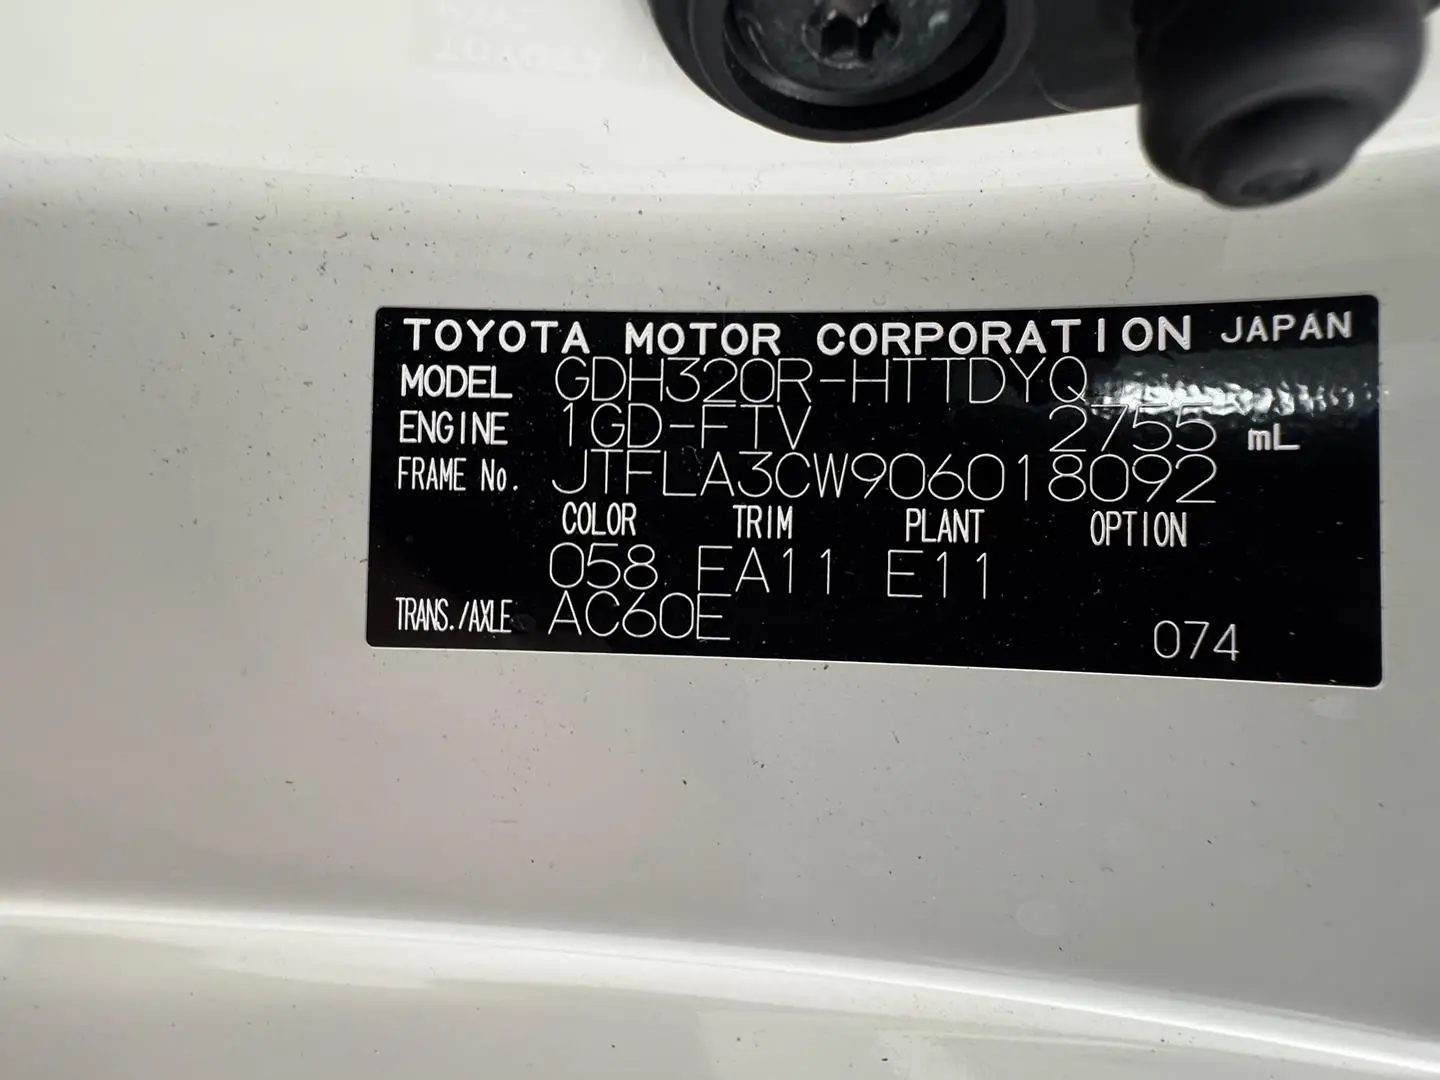 TOYOTA MOTOR CORPORATION JAPAN
MODEL GDH320R-HTTDYQ
ENGINE 1GD-FTV 2755 mL
FRAME No. JTFLA3CW906018092
COLOR TRIM PLANT OPTION
058 FA11 E11
TRANS./AXLE AC60E 074